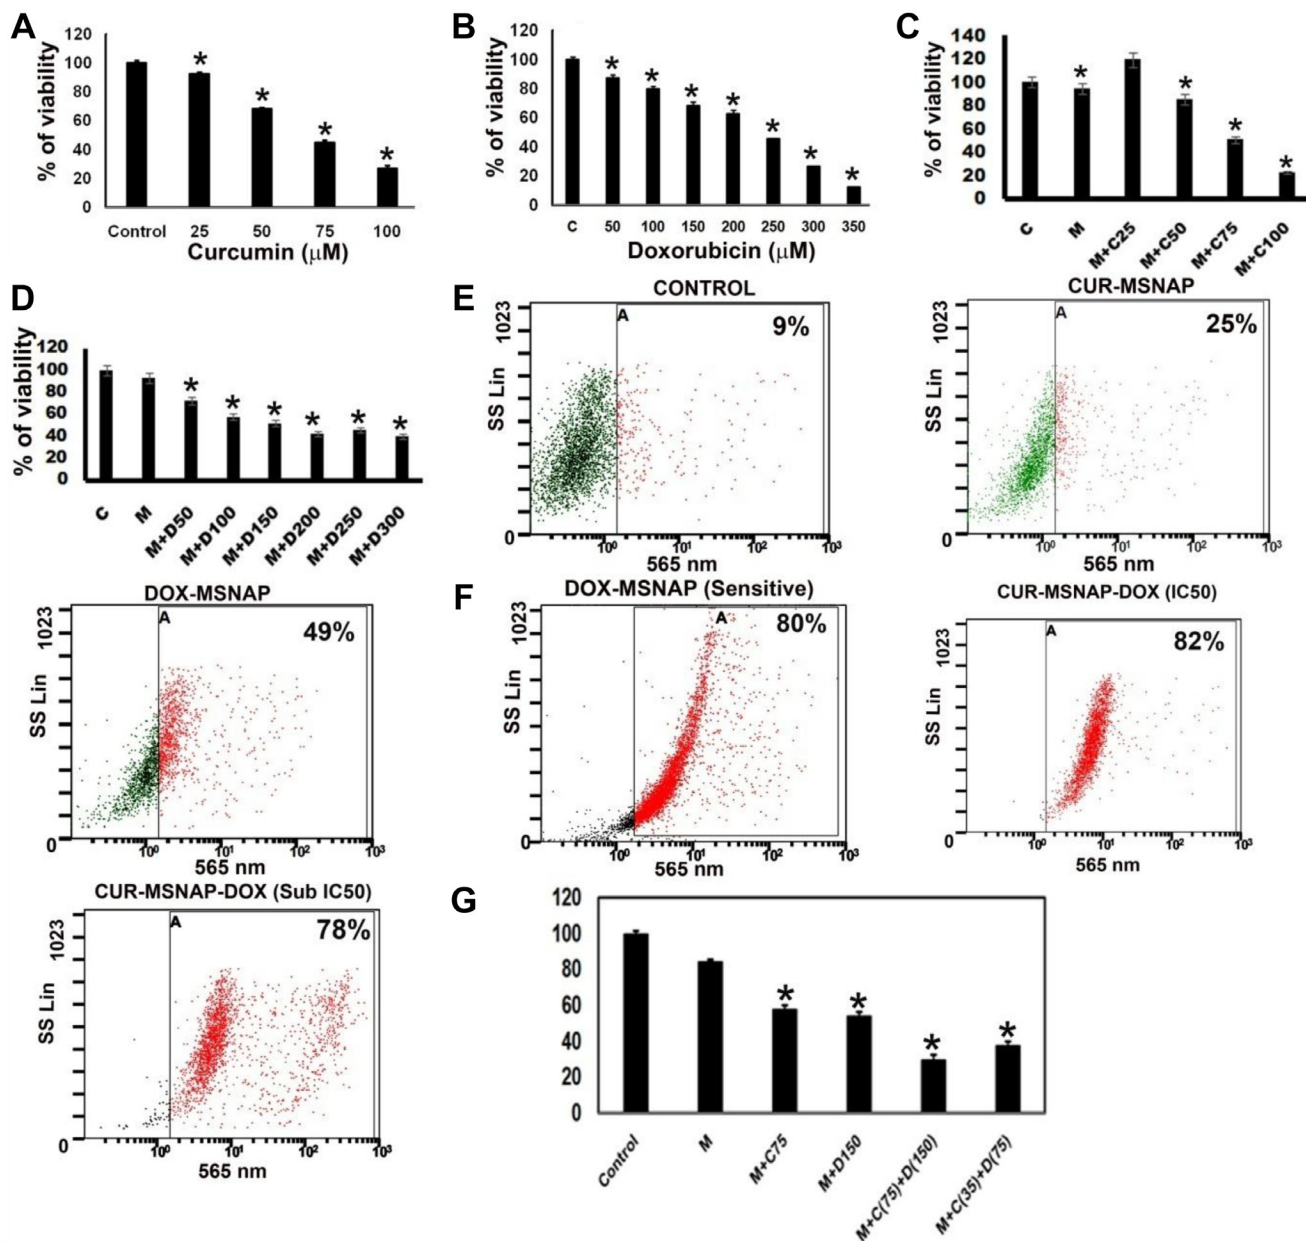 A
% of viability
120
100
80
60
40
20
0
* * * *
Control 25 50 75 100
Curcumin (μM)
B
% of viability
120
100
80
60
40
20
0
* * * * * * *
C 50 100 150 200 250 300 350
Doxorubicin (μM)
C
% of viability
140
120
100
80
60
40
20
0
* * * *
C M M+C25 M+C50 M+C75 M+C100
D
% of viability
120
100
80
60
40
20
0
* * * * * *
C M M+D50 M+D100 M+D150 M+D200 M+D250 M+D300
E
CONTROL
A
9%
SS Lin
1023
0
10⁰ 10¹ 10² 10³
565 nm
CUR-MSNAP
A
25%
SS Lin
1023
0
10⁰ 10¹ 10² 10³
565 nm
DOX-MSNAP
A
49%
SS Lin
1023
0
10⁰ 10¹ 10² 10³
565 nm
F
DOX-MSNAP (Sensitive)
A
80%
SS Lin
1023
0
10⁰ 10¹ 10² 10³
565 nm
CUR-MSNAP-DOX (IC50)
A
82%
SS Lin
1023
0
10⁰ 10¹ 10² 10³
565 nm
CUR-MSNAP-DOX (Sub IC50)
A
78%
SS Lin
1023
0
10⁰ 10¹ 10² 10³
565 nm
G
120
100
80
60
40
20
0
* * * *
Control M M+C75 M+D150 M+C(75)+D(150) M+C(35)+D(75)